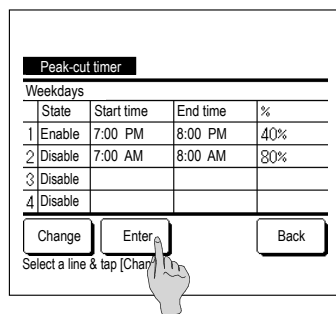 Peak-cut timer
Weekdays
State Start time End time %
1 Enable 7:00 PM 8:00 PM 40%
2 Disable 7:00 AM 8:00 AM 80%
3 Disable
4 Disable
Change Enter Back
Select a line & tap [Chan